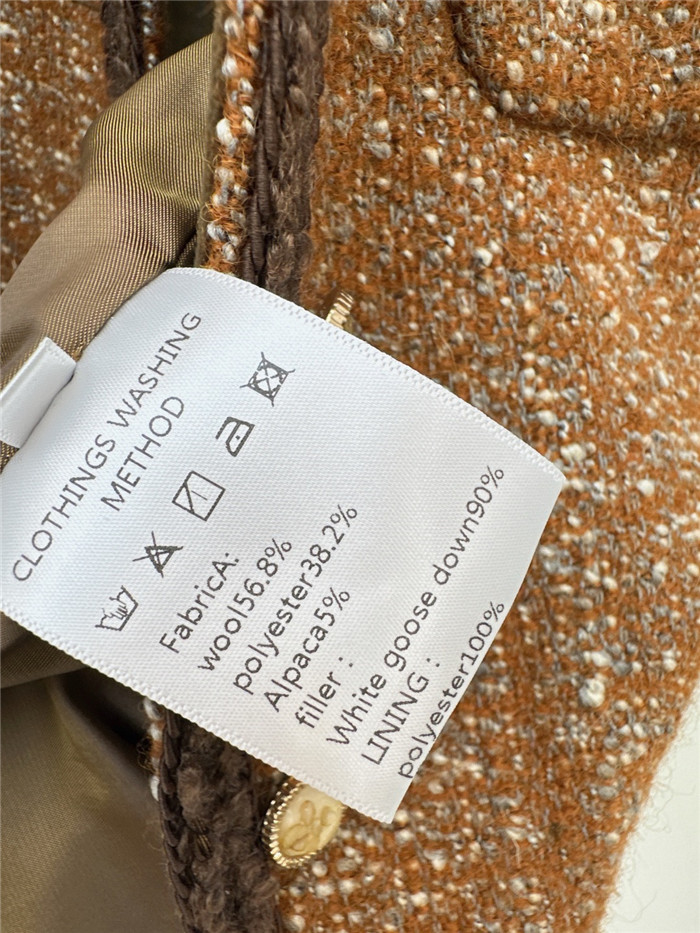 CLOTHINGS WASHING
METHOD
FabricA:
wool56.8%
polyester38.2%
Alpaca5%
filler :
White goose down90%
LINING :
polyester100%